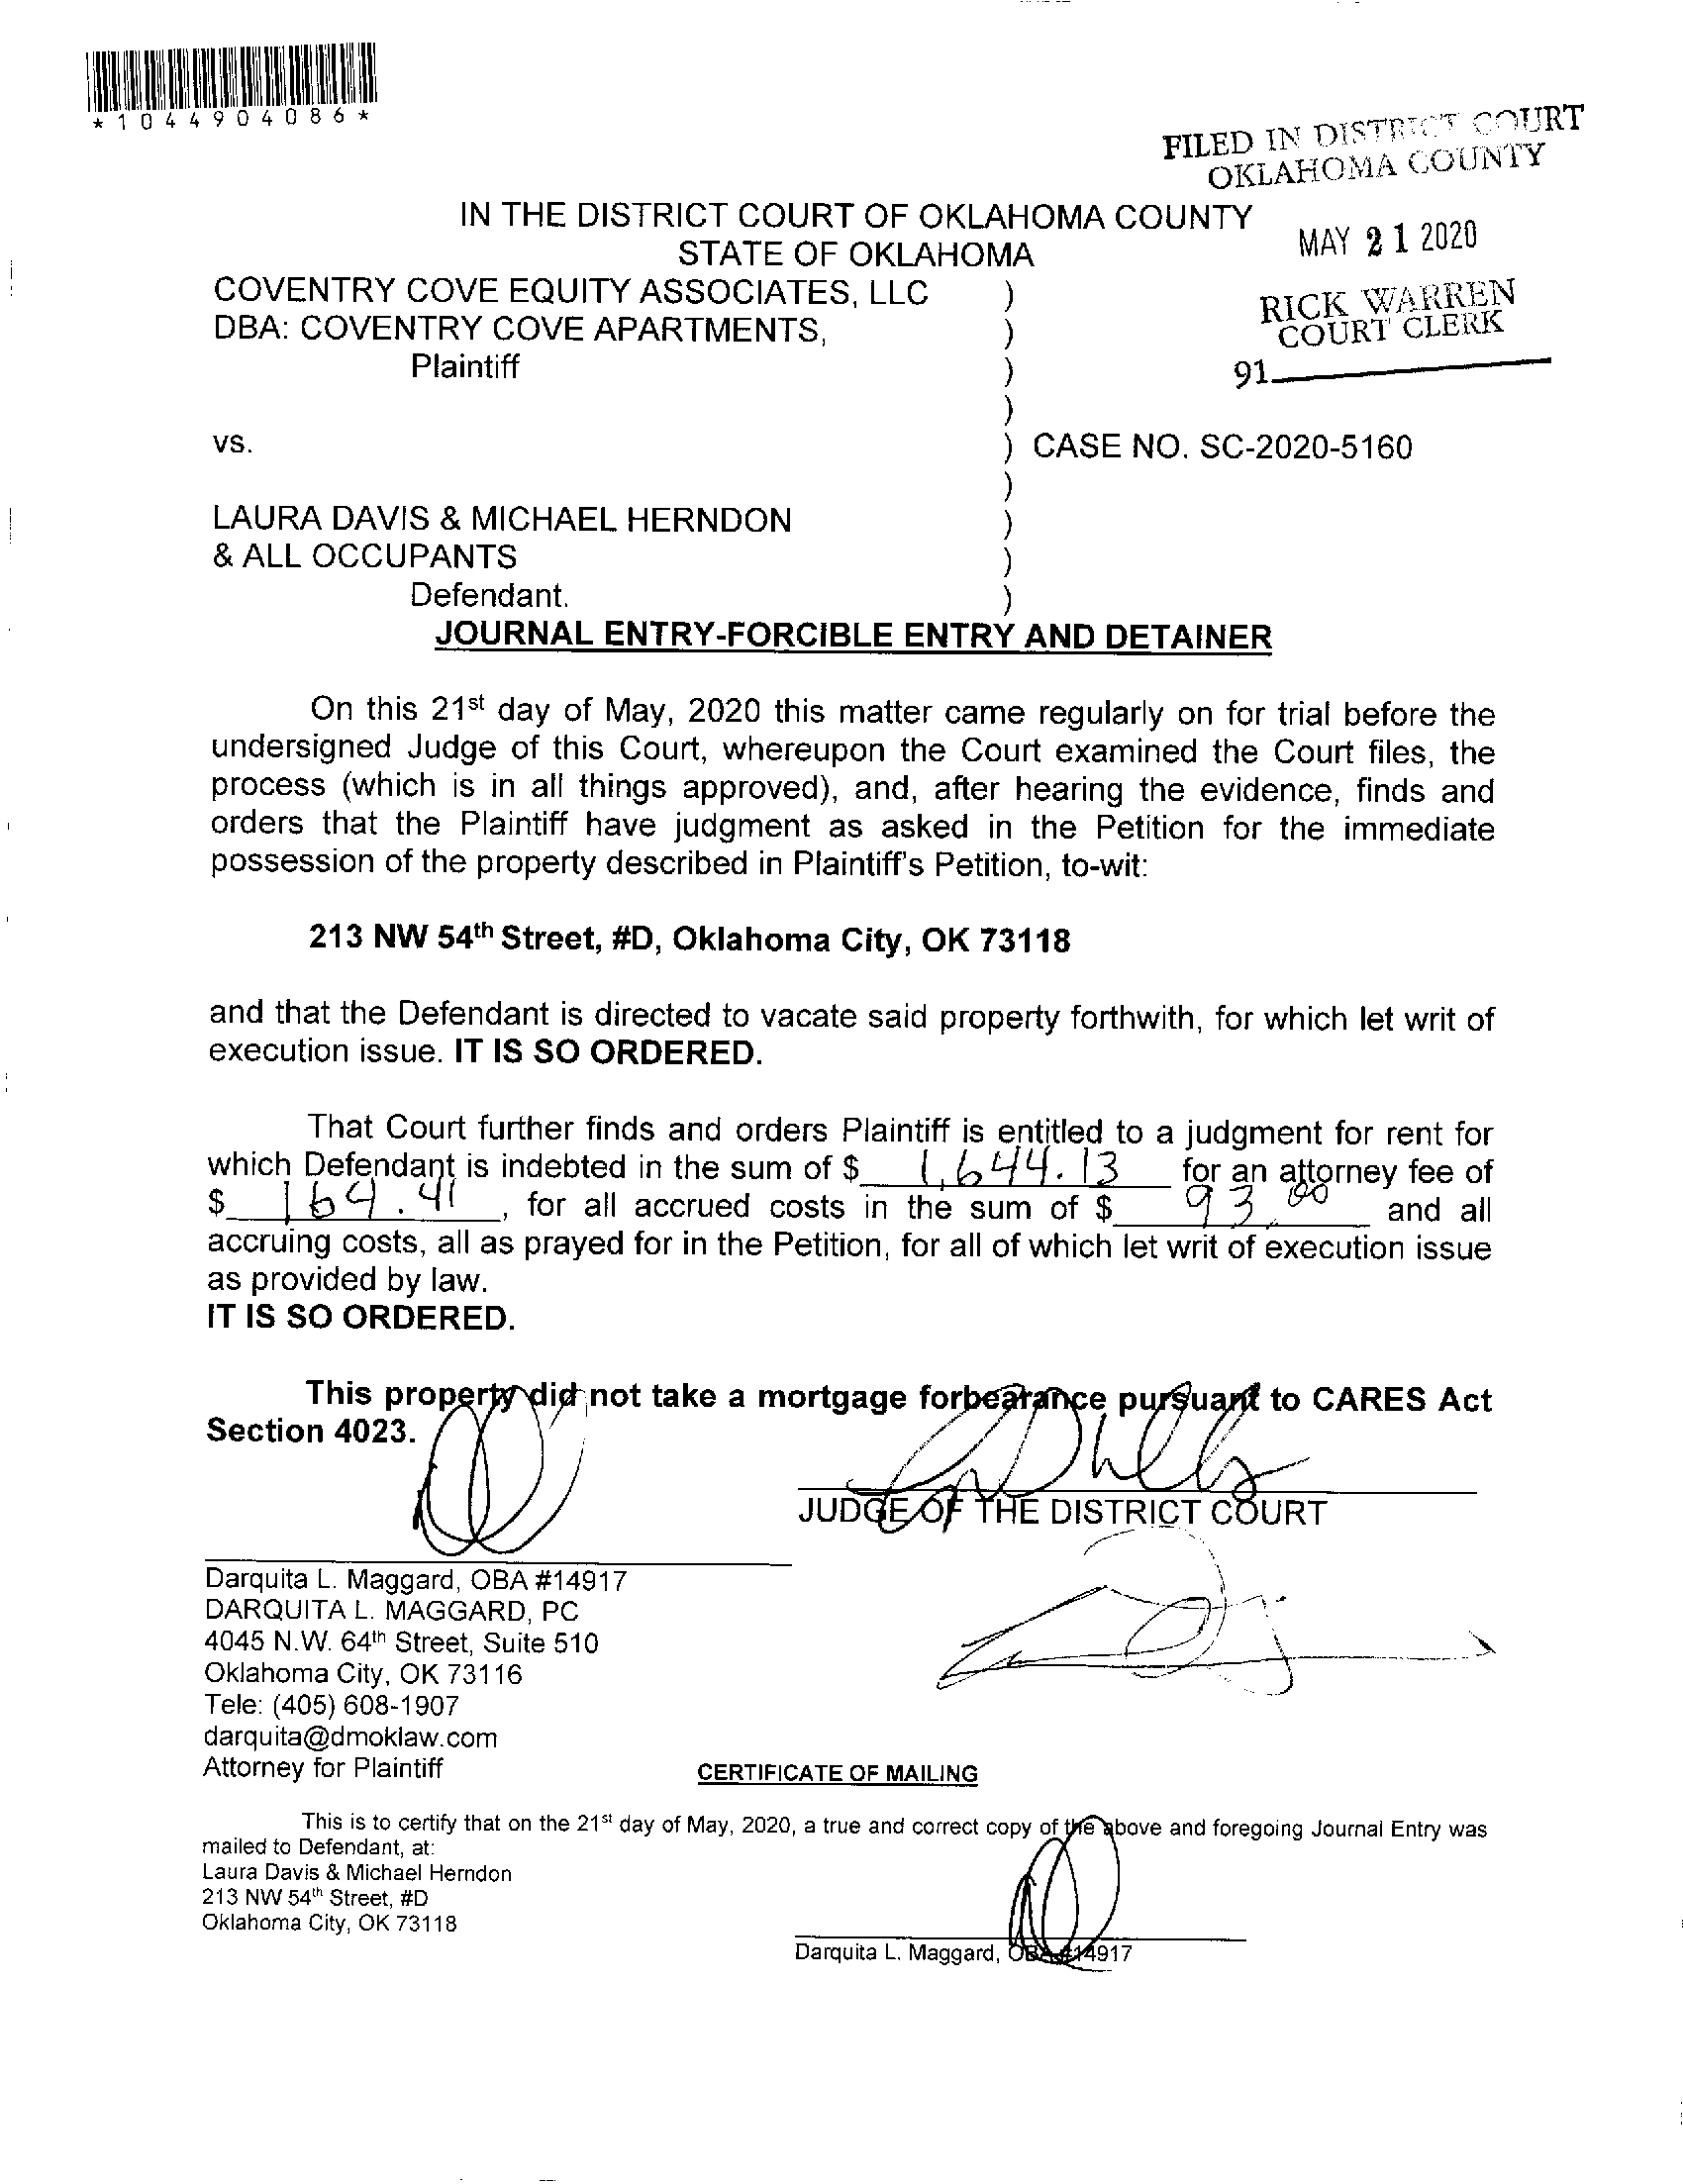 *1044904086*
FILED IN DISTRICT COURT
OKLAHOMA COUNTY
MAY 21 2020
RICK WARREN
COURT CLERK
91
IN THE DISTRICT COURT OF OKLAHOMA COUNTY
STATE OF OKLAHOMA
COVENTRY COVE EQUITY ASSOCIATES, LLC )
DBA: COVENTRY COVE APARTMENTS, )
Plaintiff )
)
vs. ) CASE NO. SC-2020-5160
)
LAURA DAVIS & MICHAEL HERNDON )
& ALL OCCUPANTS )
Defendant. )
JOURNAL ENTRY-FORCIBLE ENTRY AND DETAINER
On this 21st day of May, 2020 this matter came regularly on for trial before the
undersigned Judge of this Court, whereupon the Court examined the Court files, the
process (which is in all things approved), and, after hearing the evidence, finds and
orders that the Plaintiff have judgment as asked in the Petition for the immediate
possession of the property described in Plaintiff's Petition, to-wit:
213 NW 54th Street, #D, Oklahoma City, OK 73118
and that the Defendant is directed to vacate said property forthwith, for which let writ of
execution issue. IT IS SO ORDERED.
That Court further finds and orders Plaintiff is entitled to a judgment for rent for
which Defendant is indebted in the sum of $ 1,644.13 for an attorney fee of
$ 164.41, for all accrued costs in the sum of $ 93.00 and all
accruing costs, all as prayed for in the Petition, for all of which let writ of execution issue
as provided by law.
IT IS SO ORDERED.
This property did not take a mortgage forbearance pursuant to CARES Act
Section 4023.
JUDGE OF THE DISTRICT COURT
Darquita L. Maggard, OBA #14917
DARQUITA L. MAGGARD, PC
4045 N.W. 64th Street, Suite 510
Oklahoma City, OK 73116
Tele: (405) 608-1907
darquita@dmoklaw.com
Attorney for Plaintiff
CERTIFICATE OF MAILING
This is to certify that on the 21st day of May, 2020, a true and correct copy of the above and foregoing Journal Entry was
mailed to Defendant, at:
Laura Davis & Michael Herndon
213 NW 54th Street, #D
Oklahoma City, OK 73118
Darquita L. Maggard, OBA #14917